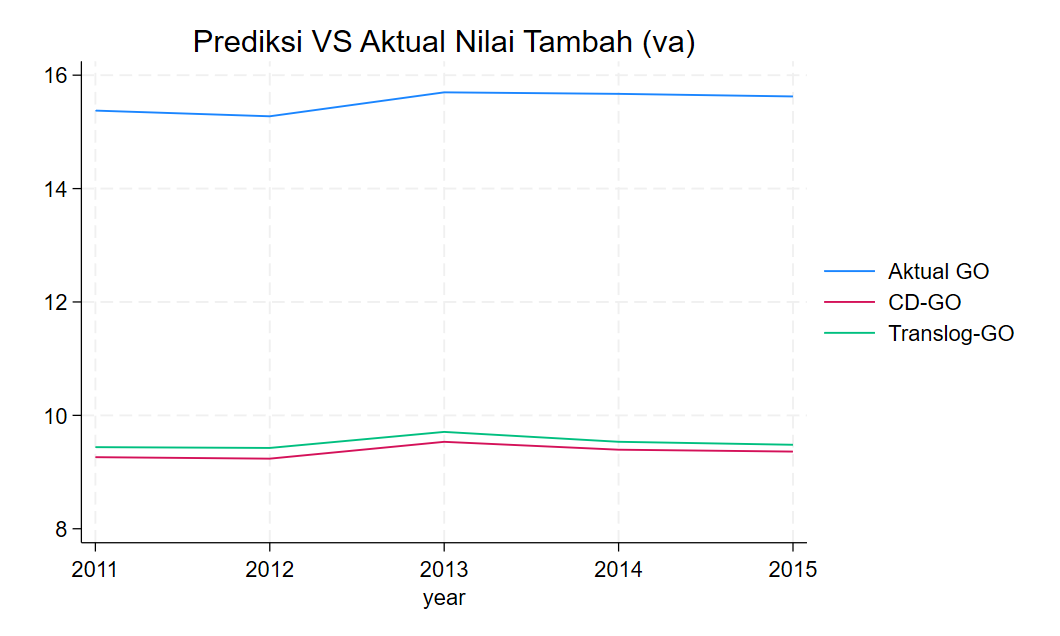 Prediksi VS Aktual Nilai Tambah (va)
16
14
12
10
8
2011 2012 2013 2014 2015
year
Aktual GO
CD-GO
Translog-GO